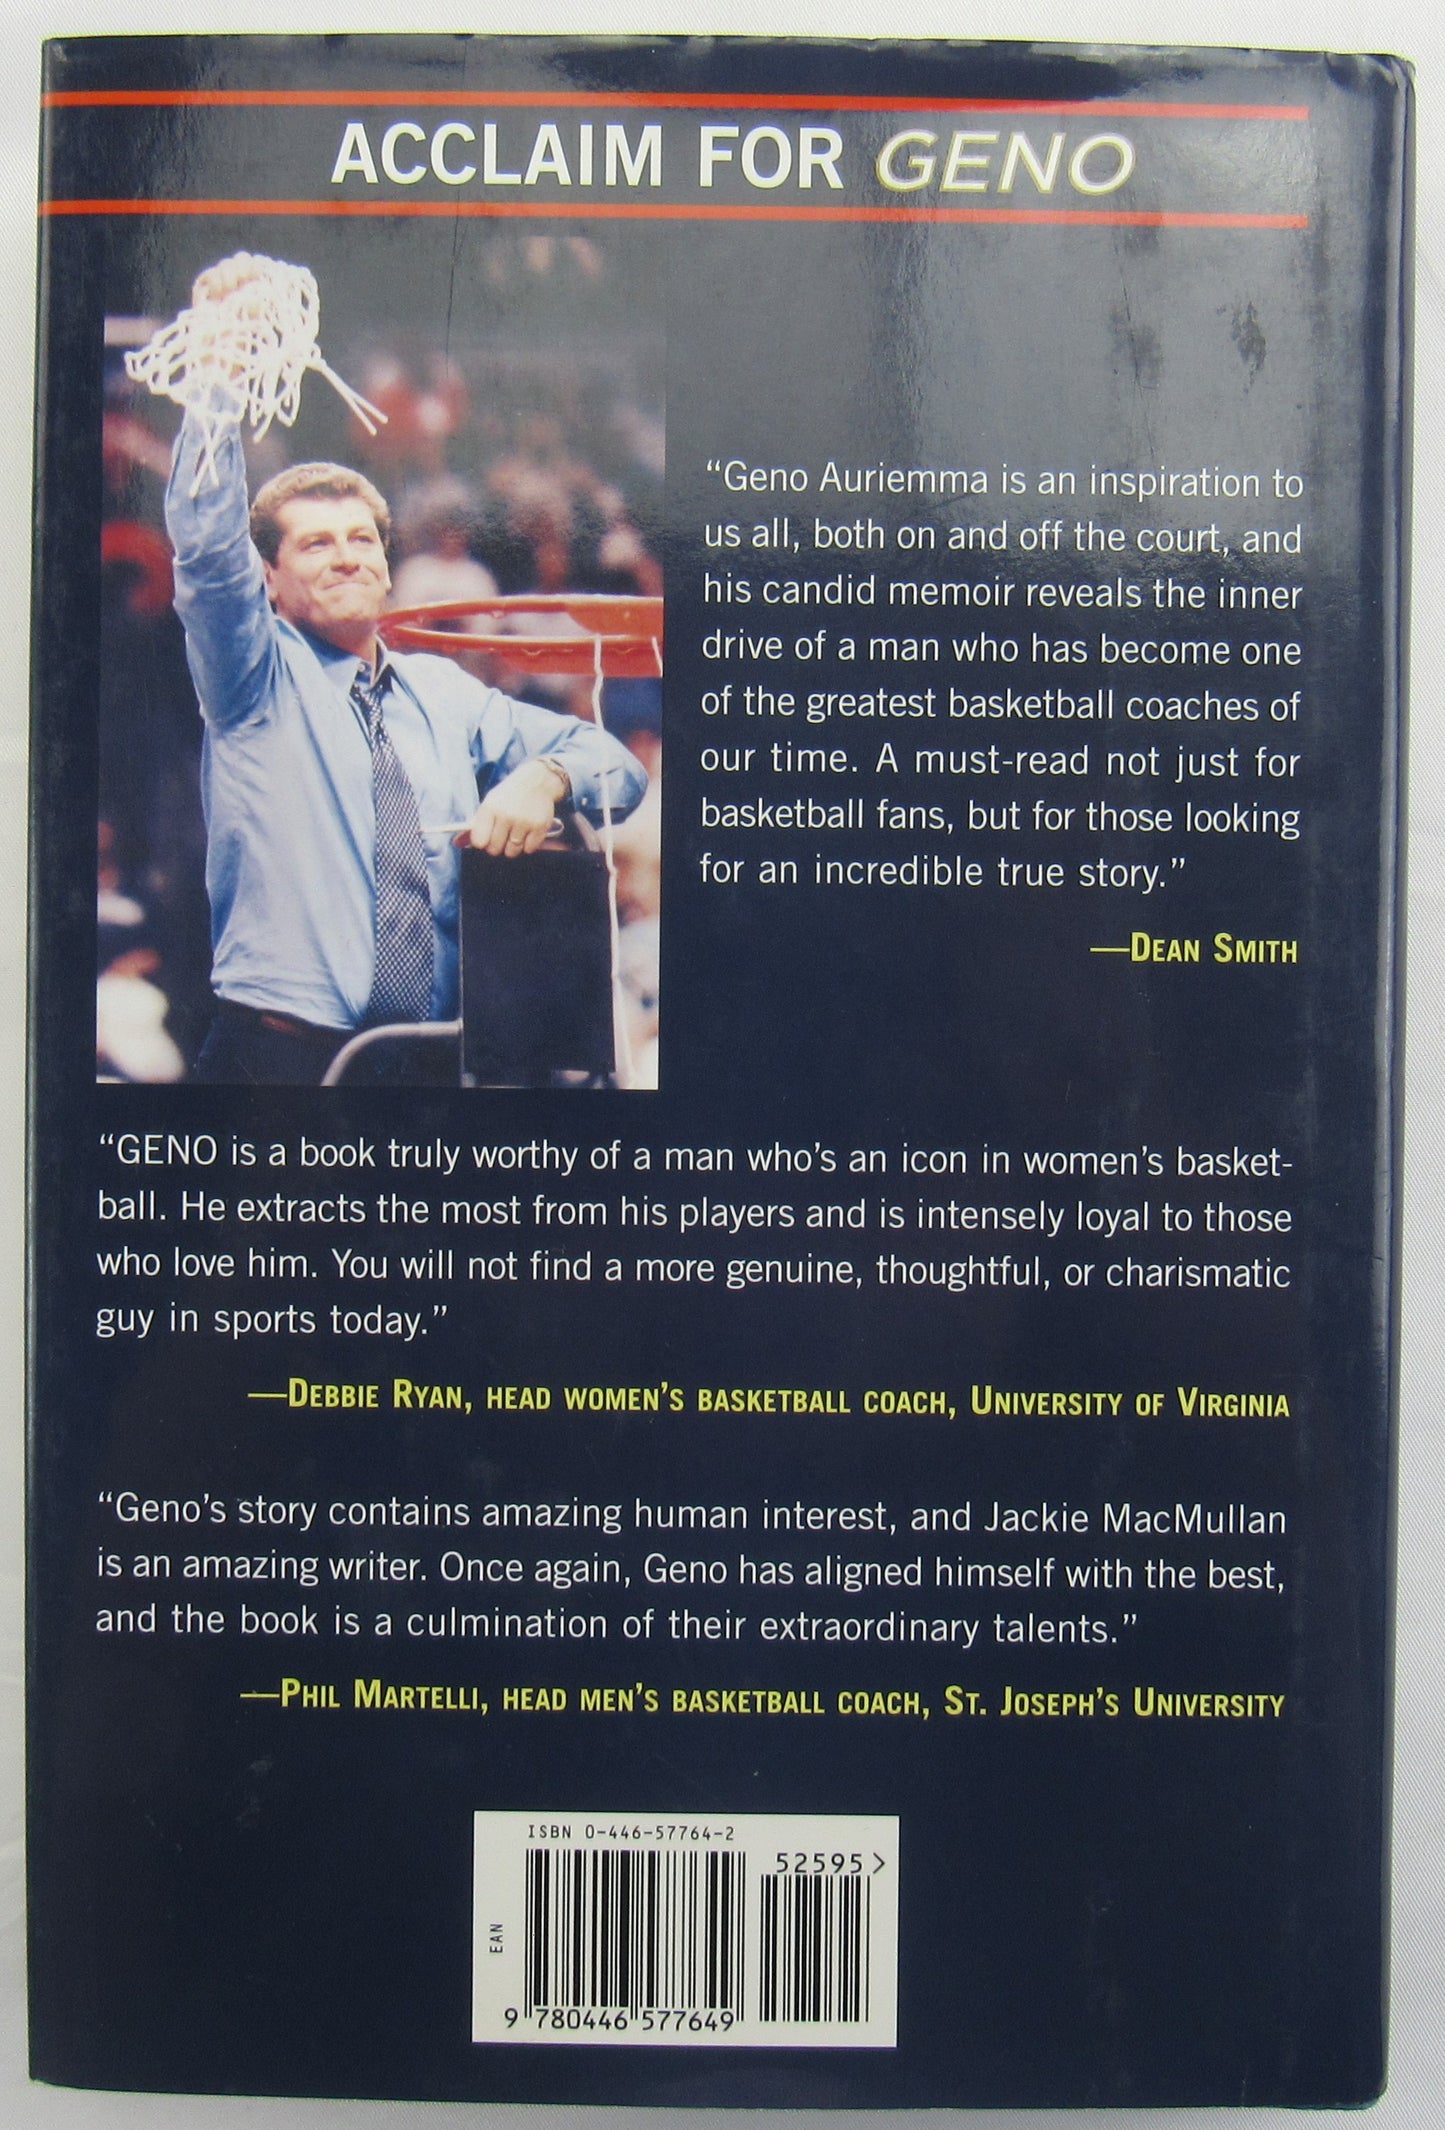 ACCLAIM FOR GENO
“Geno Auriemma is an inspiration to
us all, both on and off the court, and
his candid memoir reveals the inner
drive of a man who has become one
of the greatest basketball coaches of
our time. A must-read not just for
basketball fans, but for those looking
for an incredible true story.”
—DEAN SMITH
“GENO is a book truly worthy of a man who’s an icon in women’s basket-
ball. He extracts the most from his players and is intensely loyal to those
who love him. You will not find a more genuine, thoughtful, or charismatic
guy in sports today.”
—DEBBIE RYAN, HEAD WOMEN’S BASKETBALL COACH, UNIVERSITY OF VIRGINIA
“Geno’s story contains amazing human interest, and Jackie MacMullan
is an amazing writer. Once again, Geno has aligned himself with the best,
and the book is a culmination of their extraordinary talents.”
—PHIL MARTELLI, HEAD MEN’S BASKETBALL COACH, ST. JOSEPH’S UNIVERSITY
ISBN 0-446-57764-2
52595>
EAN
9 780446 577649